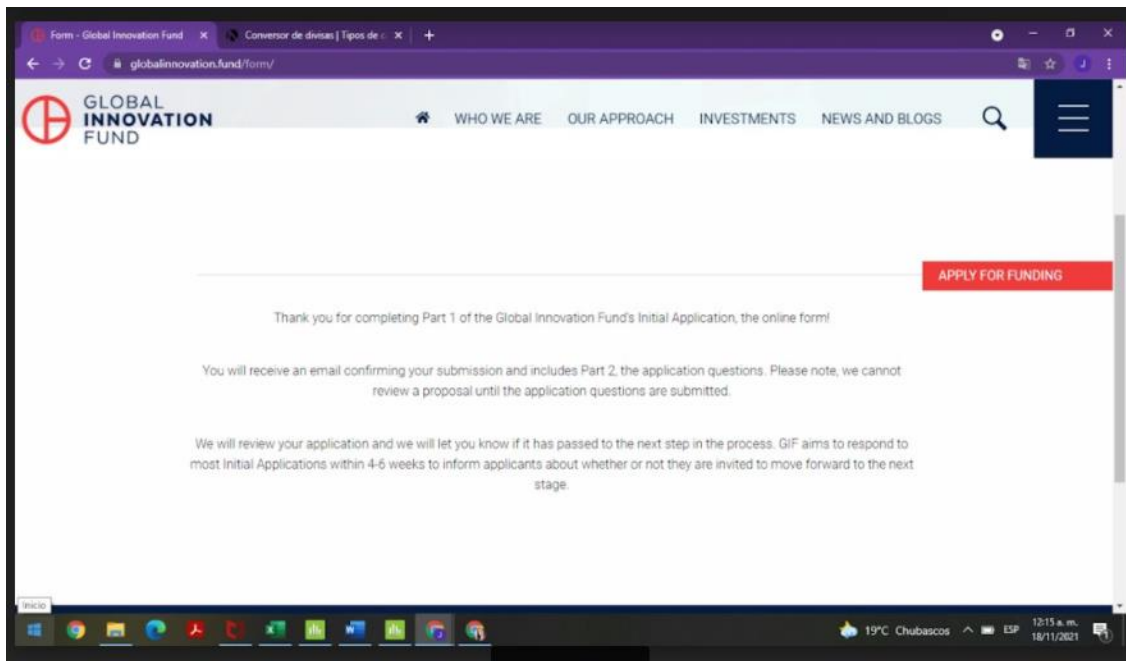 Form - Global Innovation Fund
Conversor de divisas | Tipos de c
globalinnovation.fund/form/
J
GLOBAL
INNOVATION
FUND
WHO WE ARE
OUR APPROACH
INVESTMENTS
NEWS AND BLOGS
APPLY FOR FUNDING
Thank you for completing Part 1 of the Global Innovation Fund's Initial Application, the online form!
You will receive an email confirming your submission and includes Part 2, the application questions. Please note, we cannot
review a proposal until the application questions are submitted.
We will review your application and we will let you know if it has passed to the next step in the process. GIF aims to respond to
most Initial Applications within 4-6 weeks to inform applicants about whether or not they are invited to move forward to the next
stage.
Inicio
19°C Chubascos
ESP
12:15 a. m.
18/11/2021